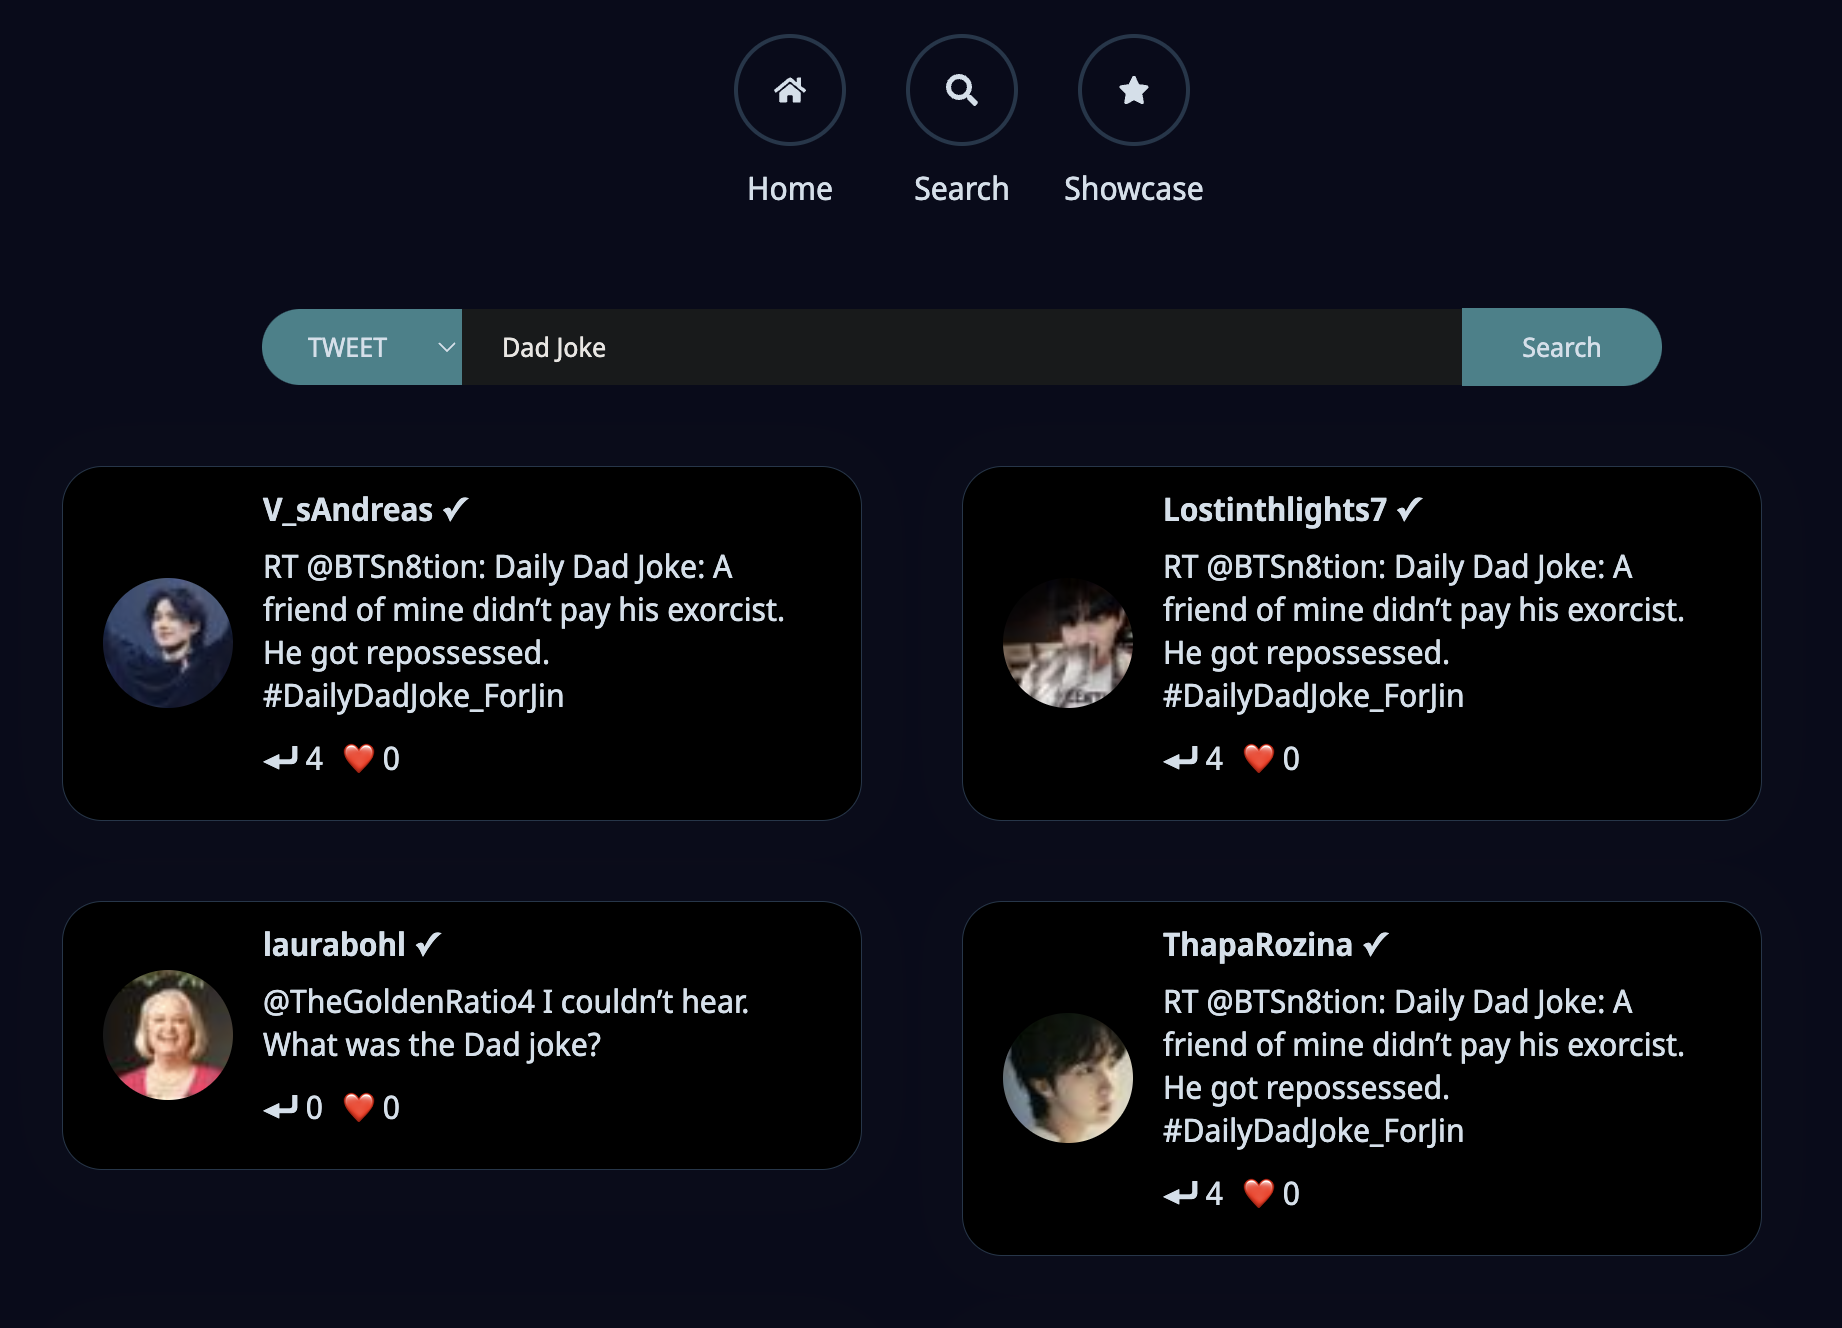 Home
Search
Showcase
TWEET
Dad Joke
Search
V_sAndreas ✓
RT @BTSn8tion: Daily Dad Joke: A
friend of mine didn’t pay his exorcist.
He got repossessed.
#DailyDadJoke_ForJin
4 ❤️ 0
Lostinthlights7 ✓
RT @BTSn8tion: Daily Dad Joke: A
friend of mine didn’t pay his exorcist.
He got repossessed.
#DailyDadJoke_ForJin
4 ❤️ 0
laurabohl ✓
@TheGoldenRatio4 I couldn’t hear.
What was the Dad joke?
0 ❤️ 0
ThapaRozina ✓
RT @BTSn8tion: Daily Dad Joke: A
friend of mine didn’t pay his exorcist.
He got repossessed.
#DailyDadJoke_ForJin
4 ❤️ 0